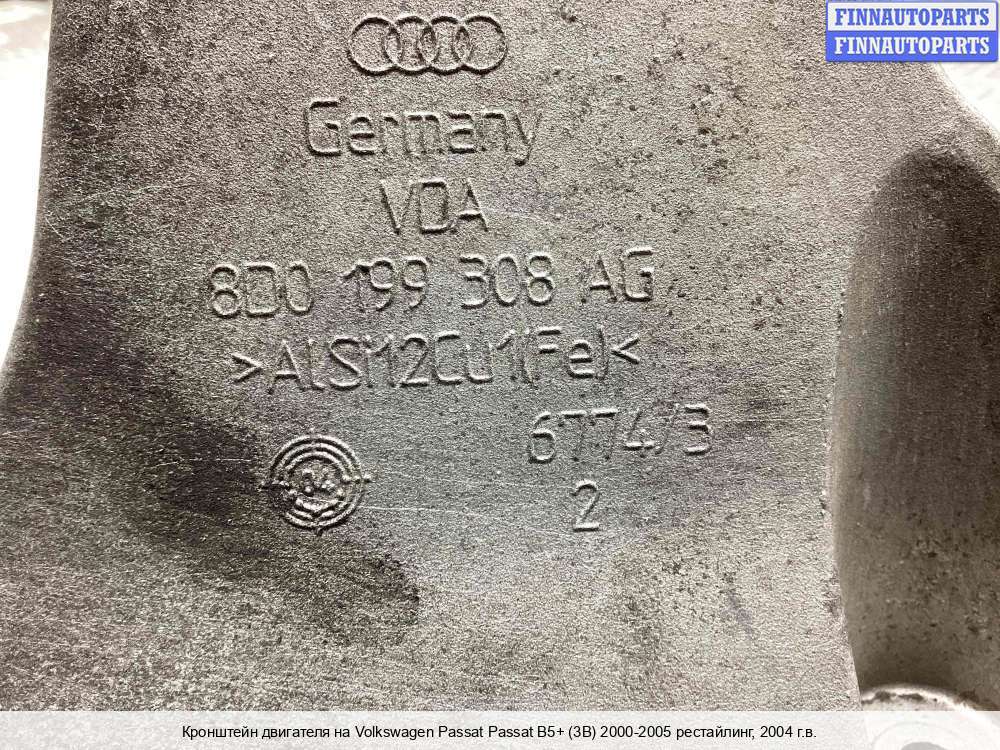 FINNAUTOPARTS
FINNAUTOPARTS
Germany
VDA
8D0 199 308 AG
>AlSi12Cu1(Fe)<
6774/3
04
2
Кронштейн двигателя на Volkswagen Passat Passat B5+ (3B) 2000-2005 рестайлинг, 2004 г.в.